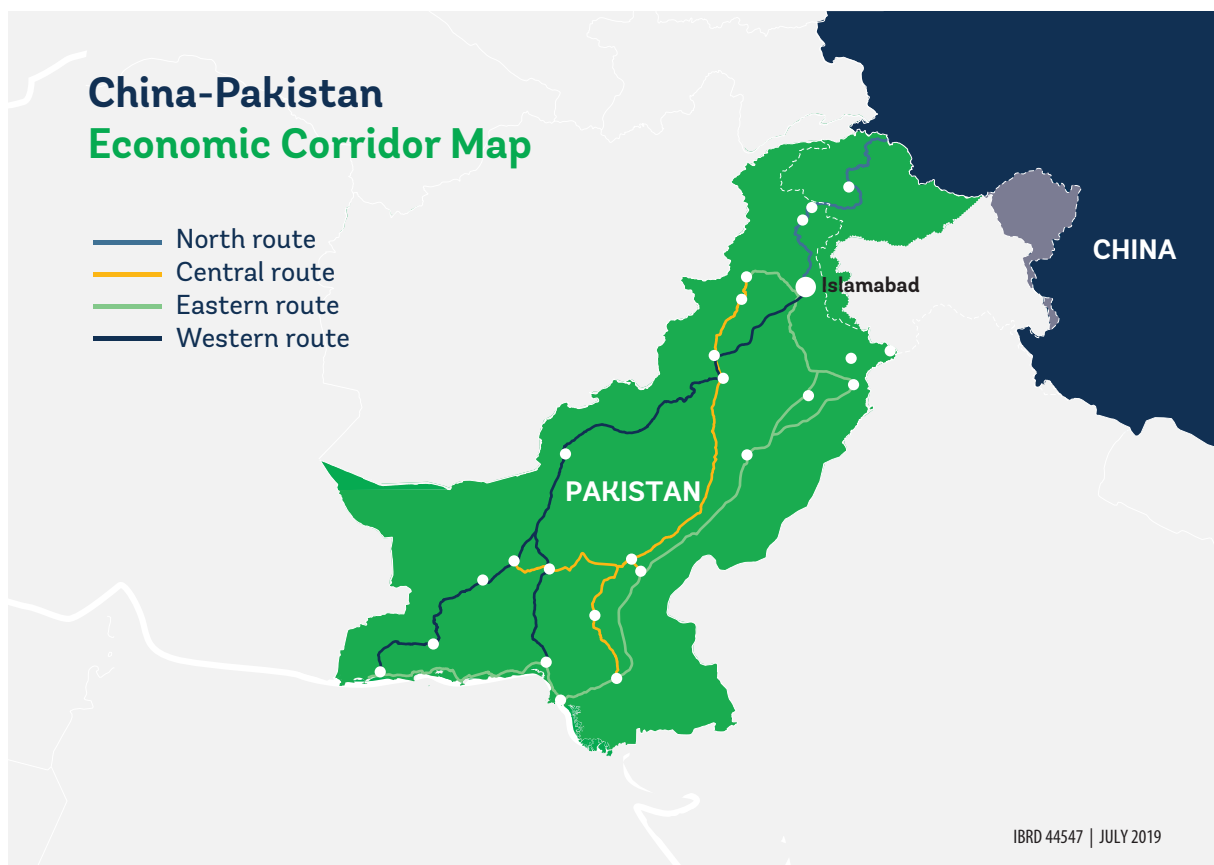 China-Pakistan
Economic Corridor Map
North route
Central route
Eastern route
Western route
CHINA
Islamabad
PAKISTAN
IBRD 44547 | JULY 2019